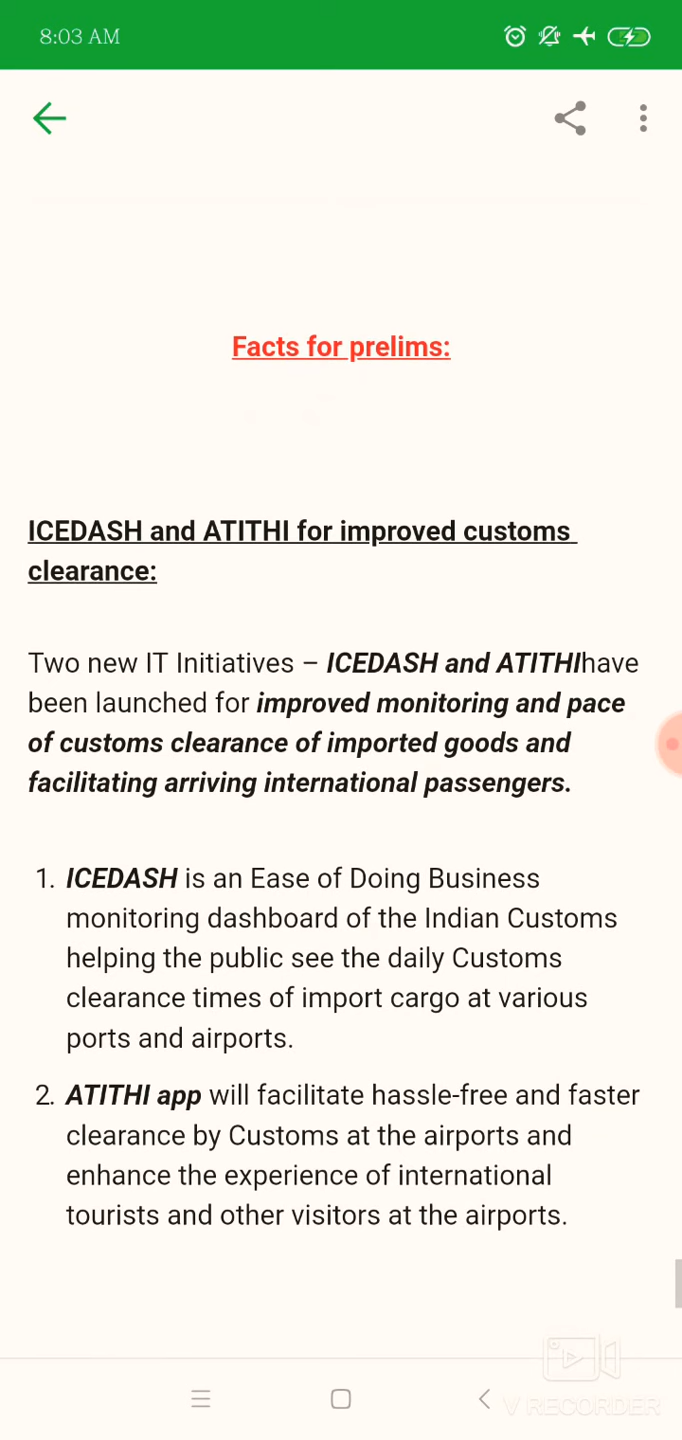 8:03 AM
Facts for prelims:
ICEDASH and ATITHI for improved customs
clearance:
Two new IT Initiatives – ICEDASH and ATITHIhave
been launched for improved monitoring and pace
of customs clearance of imported goods and
facilitating arriving international passengers.
1. ICEDASH is an Ease of Doing Business
monitoring dashboard of the Indian Customs
helping the public see the daily Customs
clearance times of import cargo at various
ports and airports.
2. ATITHI app will facilitate hassle-free and faster
clearance by Customs at the airports and
enhance the experience of international
tourists and other visitors at the airports.
V RECORDER